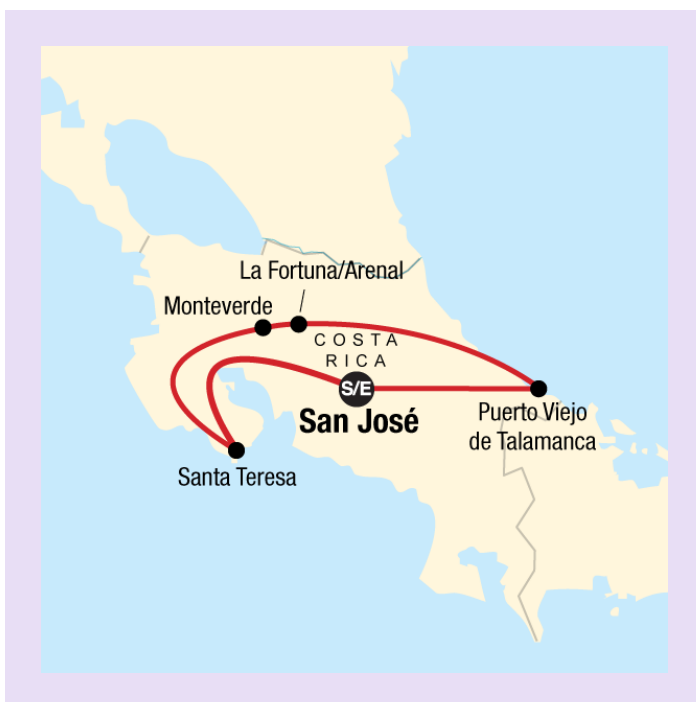 La Fortuna/Arenal
Monteverde
COSTA
RICA
S/E
San José
Puerto Viejo
de Talamanca
Santa Teresa